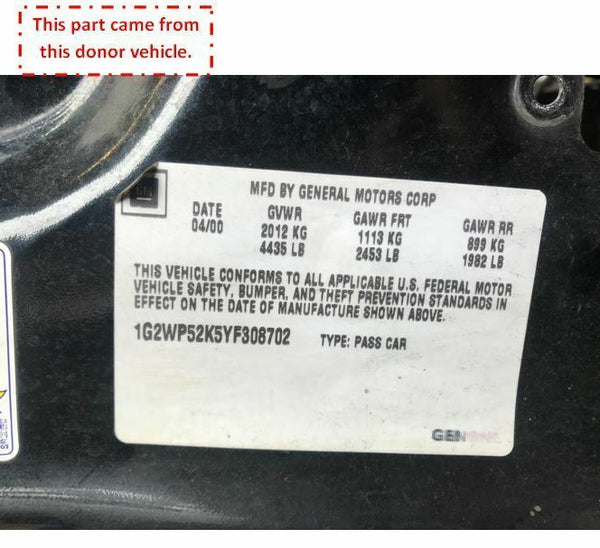 This part came from
this donor vehicle.
GM
MFD BY GENERAL MOTORS CORP
DATE GVWR GAWR FRT GAWR RR
04/00 2012 KG 1113 KG 899 KG
4435 LB 2453 LB 1982 LB
THIS VEHICLE CONFORMS TO ALL APPLICABLE U.S. FEDERAL MOTOR
VEHICLE SAFETY, BUMPER, AND THEFT PREVENTION STANDARDS IN
EFFECT ON THE DATE OF MANUFACTURE SHOWN ABOVE.
1G2WP52K5YF308702 TYPE: PASS CAR